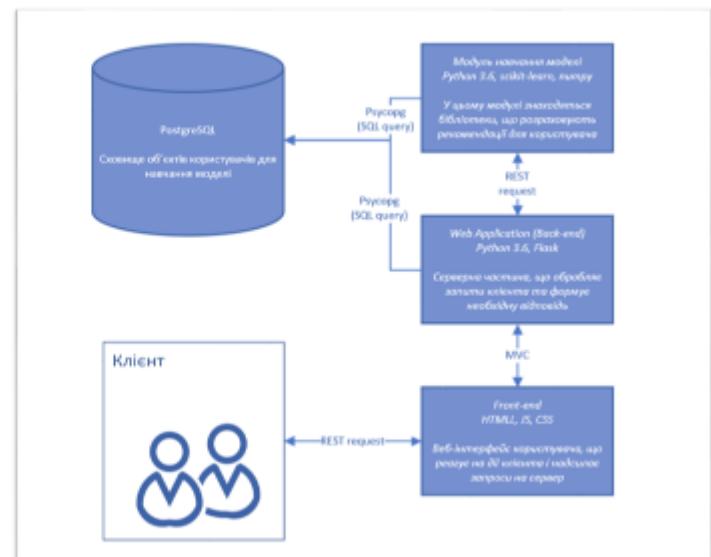 Модуль навчання моделі
Python 3.6, scikit-learn, numpy
У цьому модулі знаходяться
бібліотеки, що розраховують
рекомендації для користувача
Psycopg
(SQL query)
PostgreSQL
Сховище об'єктів користувачів для
навчання моделі
REST
request
Psycopg
(SQL query)
Web Application (Back-end)
Python 3.6, Flask
Серверна частина, що обробляє
запити клієнта та формує
необхідну відповідь
MVC
Клієнт
REST request
Front-end
HTML, JS, CSS
Веб-інтерфейс користувача, що
реагує на дії клієнта і надсилає
запроси на сервер